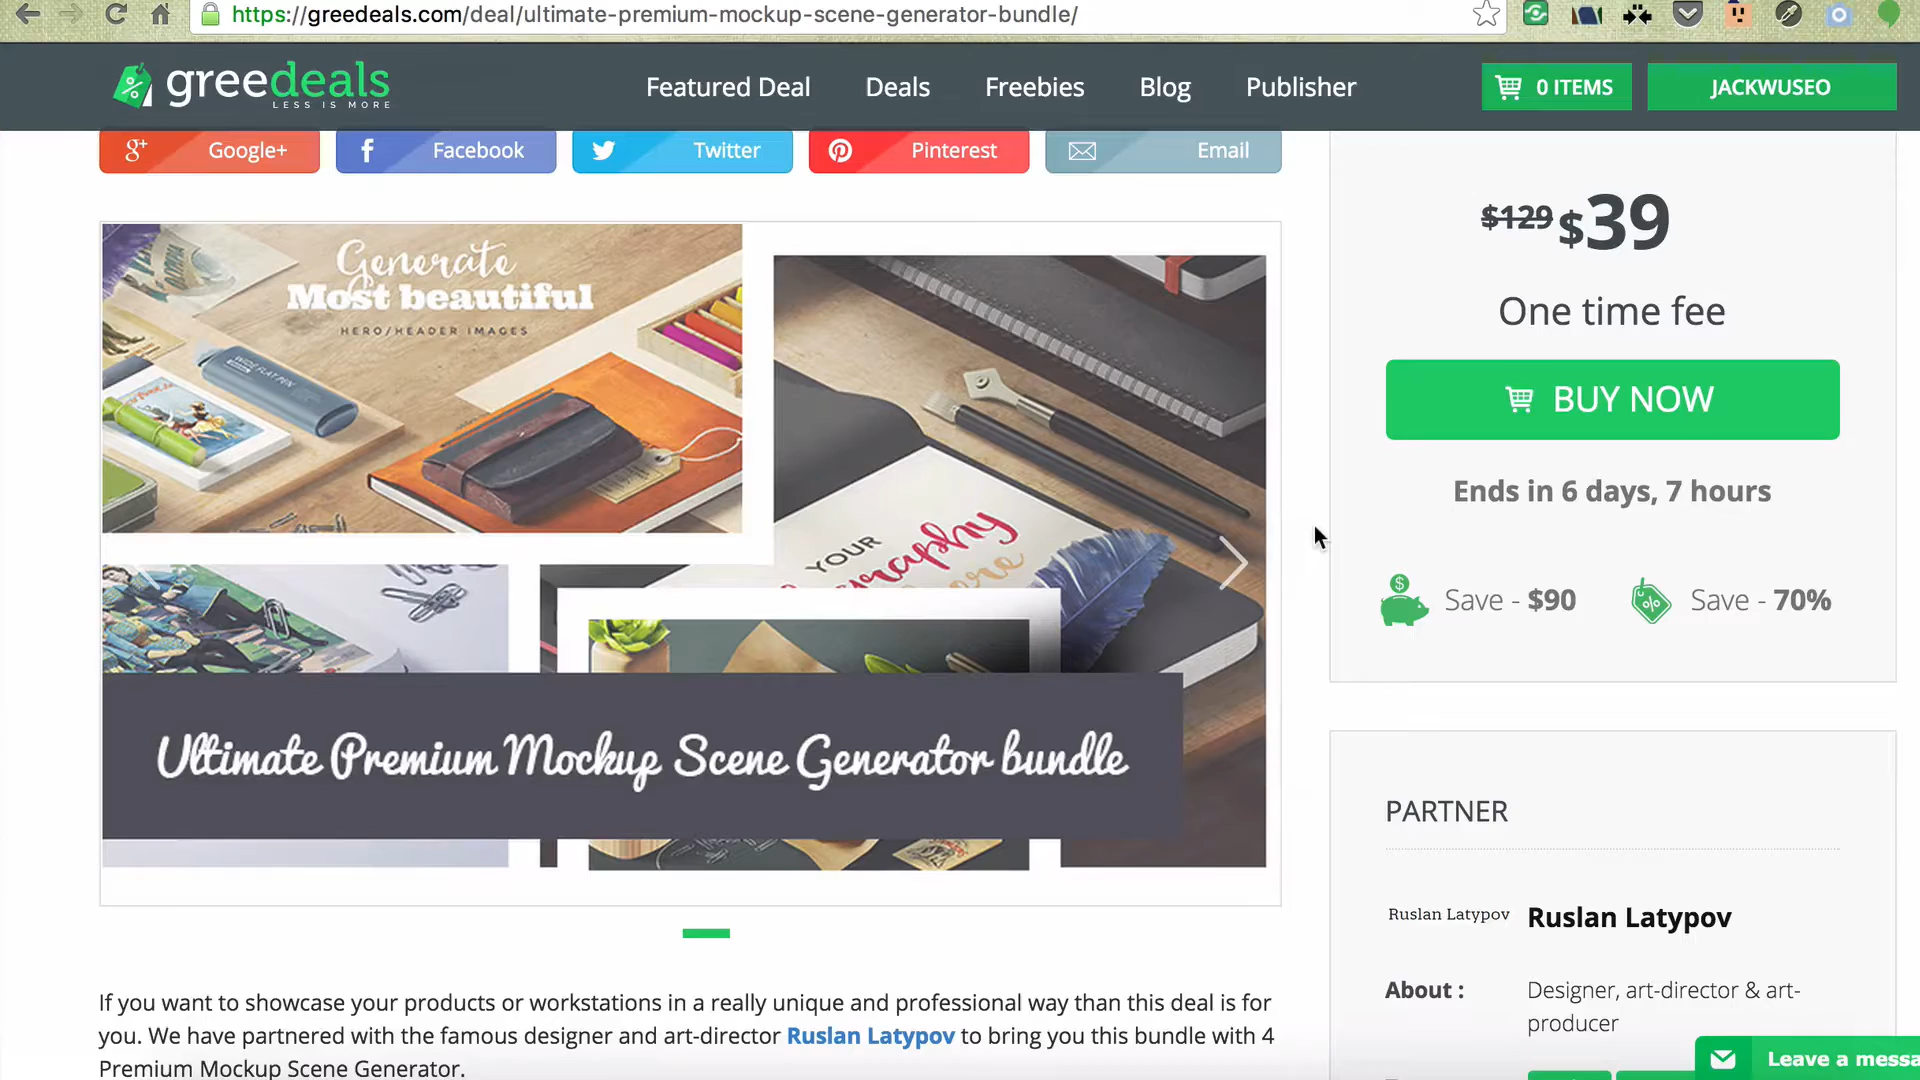 https://greedeals.com/deal/ultimate-premium-mockup-scene-generator-bundle/
greedeals
LESS IS MORE
Featured Deal
Deals
Freebies
Blog
Publisher
0 ITEMS
JACKWUSEO
Google+
Facebook
Twitter
Pinterest
Email
Generate
Most beautiful
HERO/HEADER IMAGES
WIDE FLAT PEN
YOUR
Ultimate Premium Mockup Scene Generator bundle
$129 $39
One time fee
BUY NOW
Ends in 6 days, 7 hours
Save - $90
Save - 70%
PARTNER
Ruslan Latypov
Ruslan Latypov
About :
Designer, art-director & art-
producer
If you want to showcase your products or workstations in a really unique and professional way than this deal is for
you. We have partnered with the famous designer and art-director Ruslan Latypov to bring you this bundle with 4
Premium Mockup Scene Generator.
Leave a messa